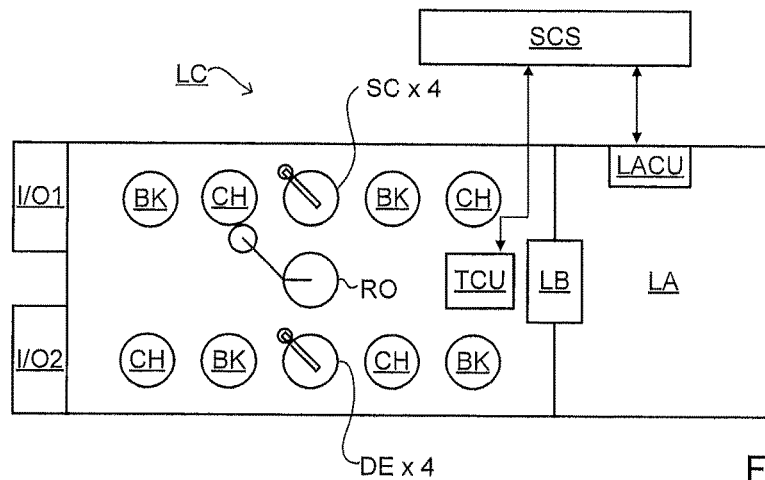 SCS
LC
SC x 4
LACU
I/O1
BK
CH
BK
CH
RO
TCU
LB
LA
I/O2
CH
BK
CH
BK
DE x 4
F